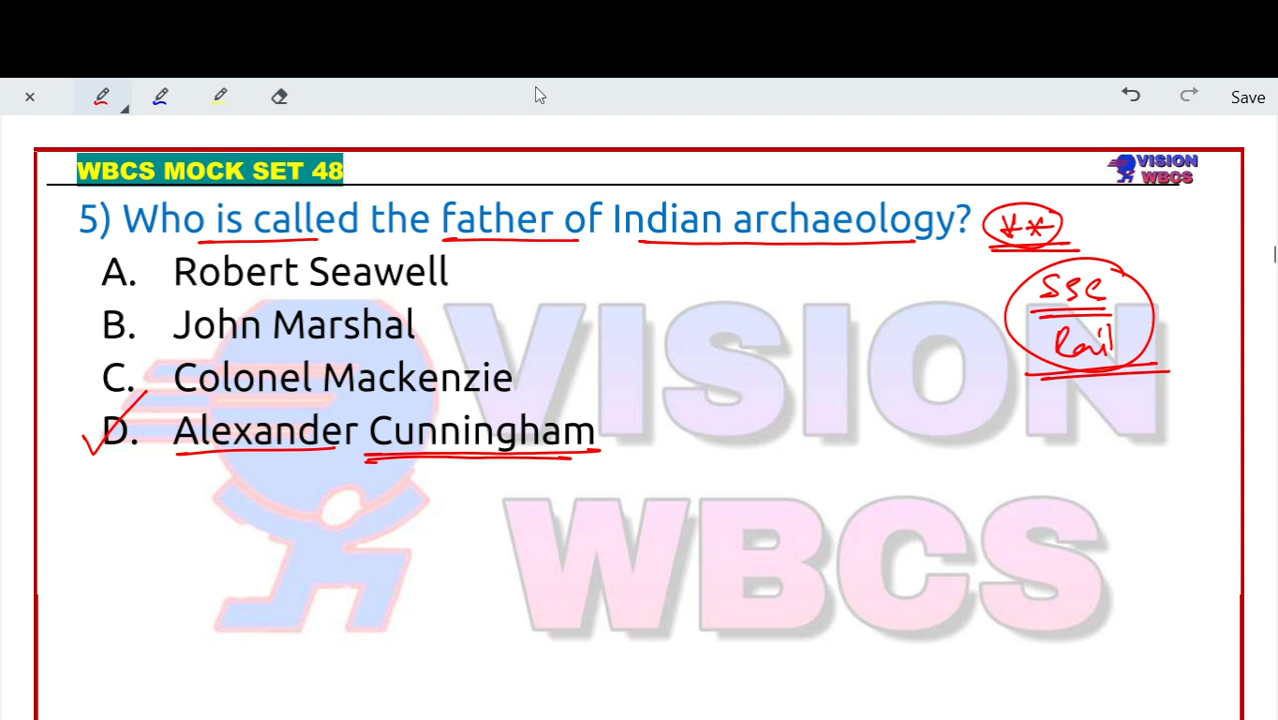 Save
WBCS MOCK SET 48
VISION
WBCS
5) Who is called the father of Indian archaeology? **
A. Robert Seawell
SSC
B. John Marshal
Rail
C. Colonel Mackenzie
D. Alexander Cunningham
VISION
WBCS